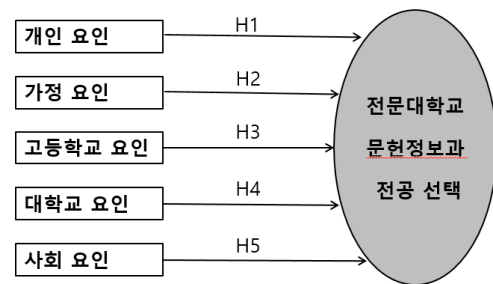 개인 요인
H1
가정 요인
H2
고등학교 요인
H3
대학교 요인
H4
사회 요인
H5
전문대학교
문헌정보과
전공 선택